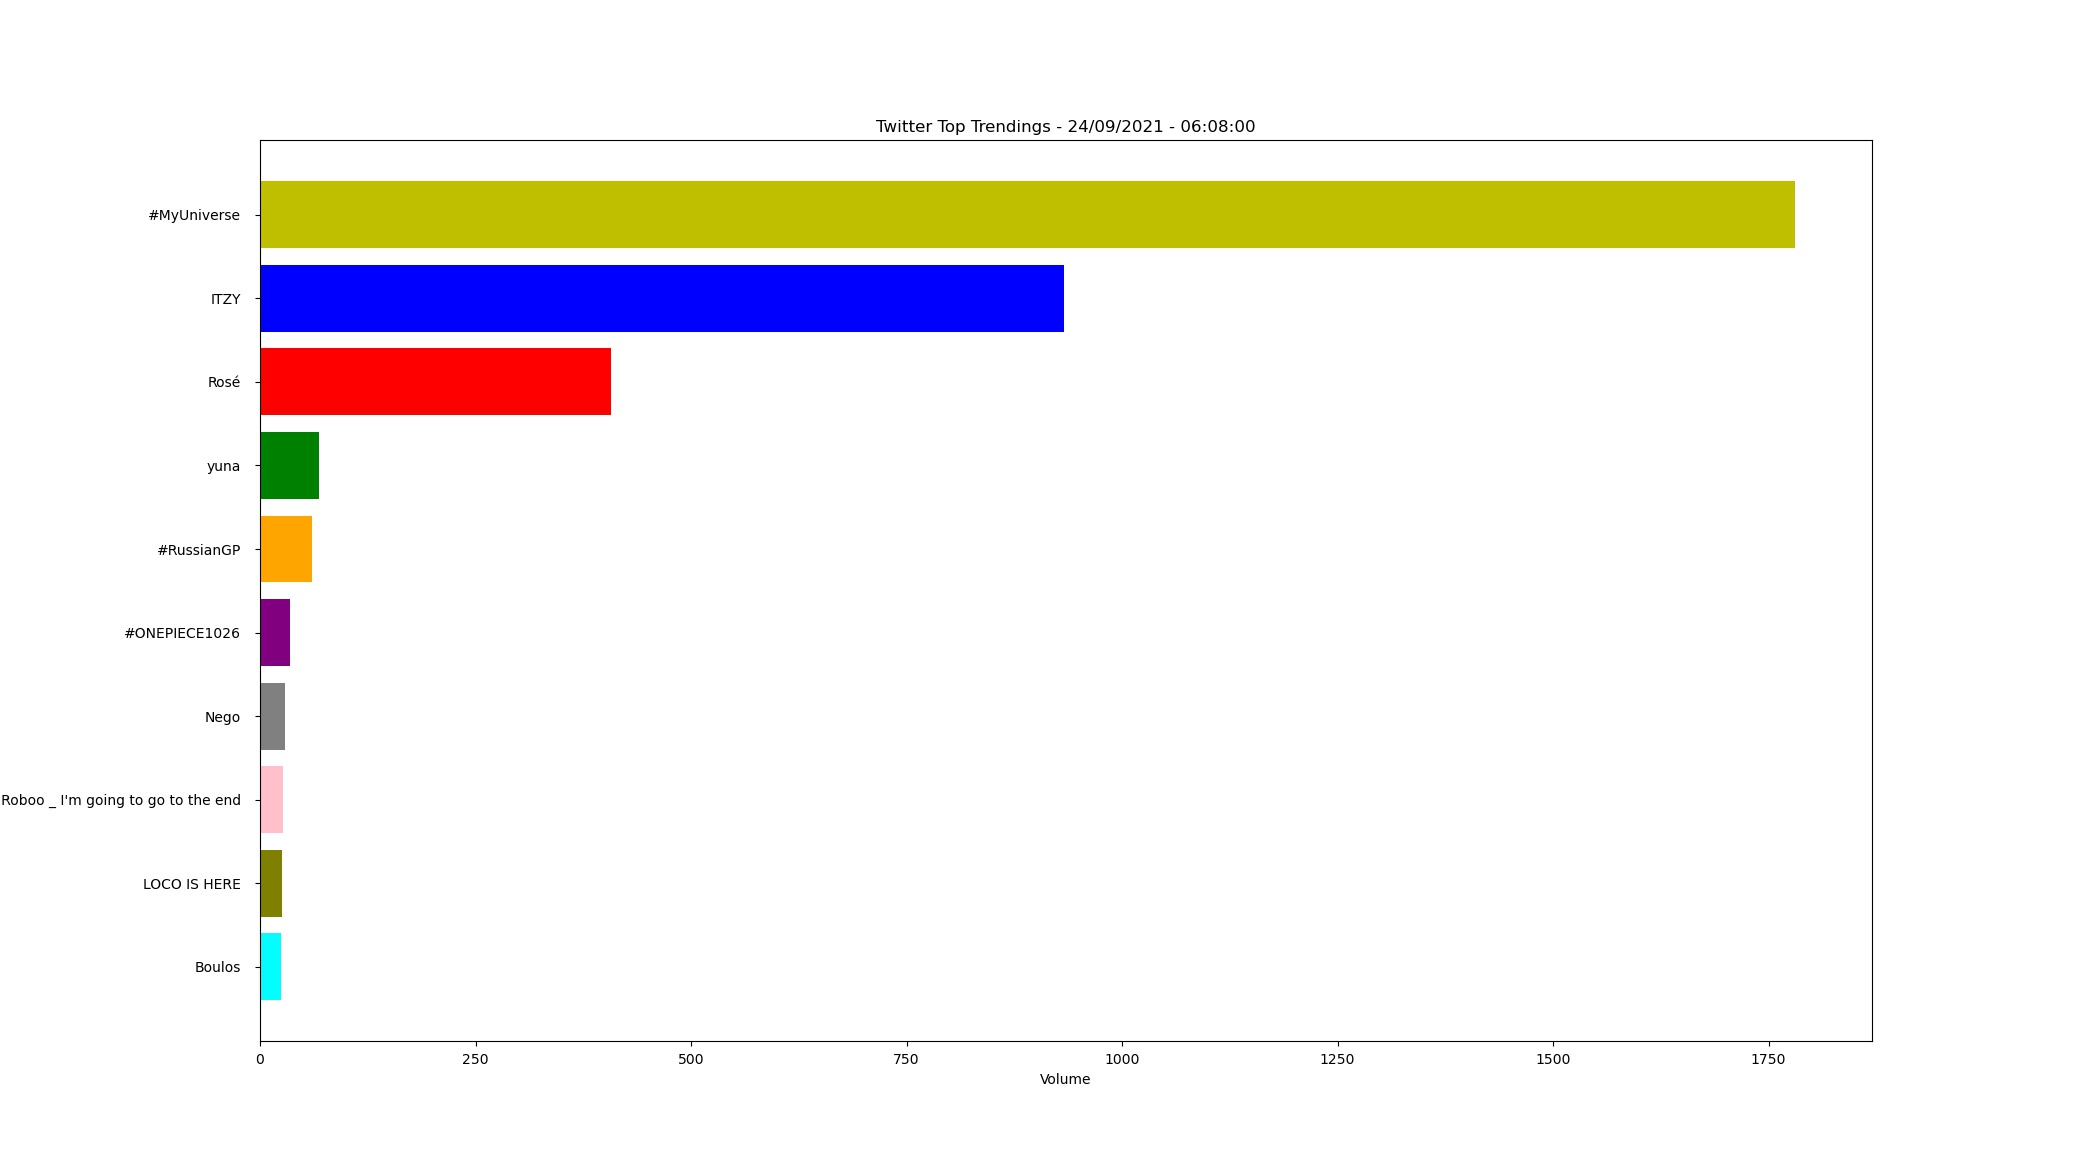 Twitter Top Trendings - 24/09/2021 - 06:08:00
#MyUniverse
ITZY
Rosé
yuna
#RussianGP
#ONEPIECE1026
Nego
Roboo _ I'm going to go to the end
LOCO IS HERE
Boulos
0 250 500 750 1000 1250 1500 1750
Volume